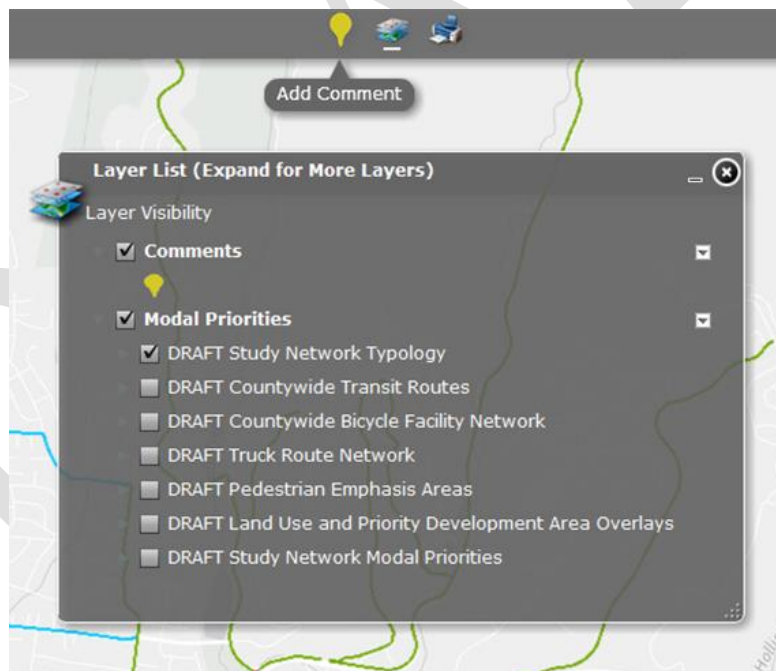 Add Comment
Layer List (Expand for More Layers)
Layer Visibility
Comments
Modal Priorities
DRAFT Study Network Typology
DRAFT Countywide Transit Routes
DRAFT Countywide Bicycle Facility Network
DRAFT Truck Route Network
DRAFT Pedestrian Emphasis Areas
DRAFT Land Use and Priority Development Area Overlays
DRAFT Study Network Modal Priorities